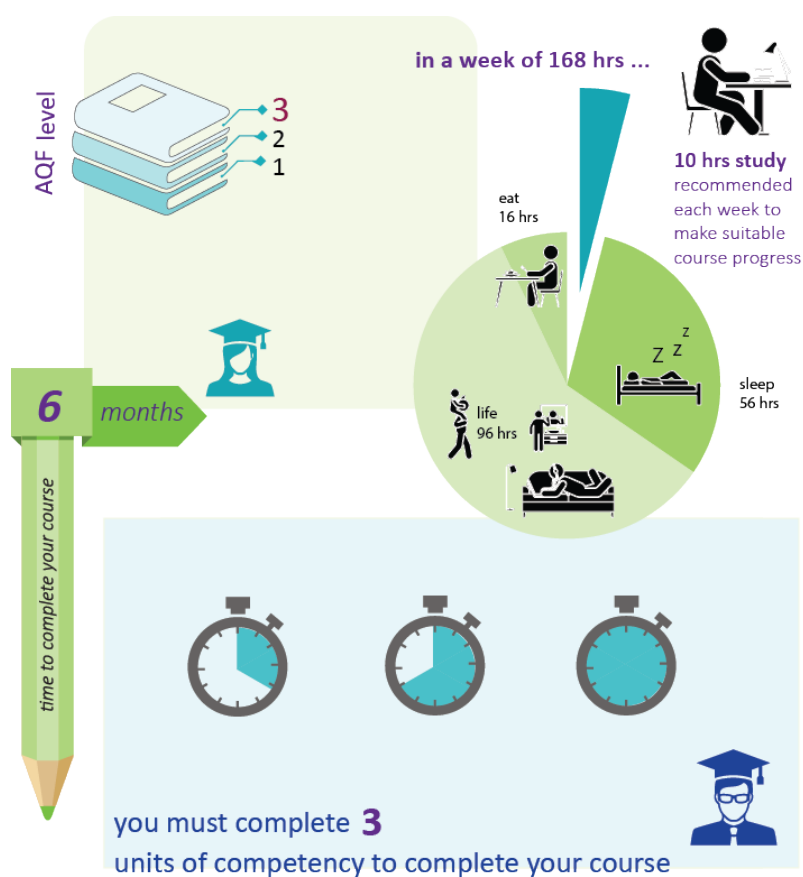 in a week of 168 hrs ...
AQF level
3
2
1
10 hrs study
recommended
each week to
make suitable
course progress
eat
16 hrs
z
Z
Z
sleep
56 hrs
life
96 hrs
6
months
time to complete your course
you must complete 3
units of competency to complete your course